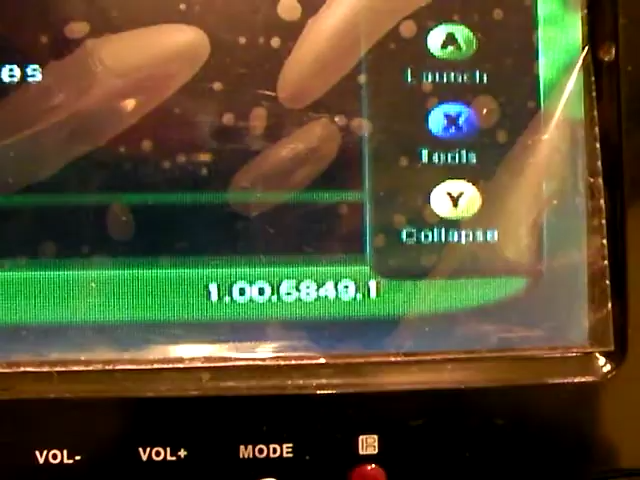 es
A
Launch
X
Tools
Y
Collapse
1.00.5849.1
VOL-
VOL+
MODE